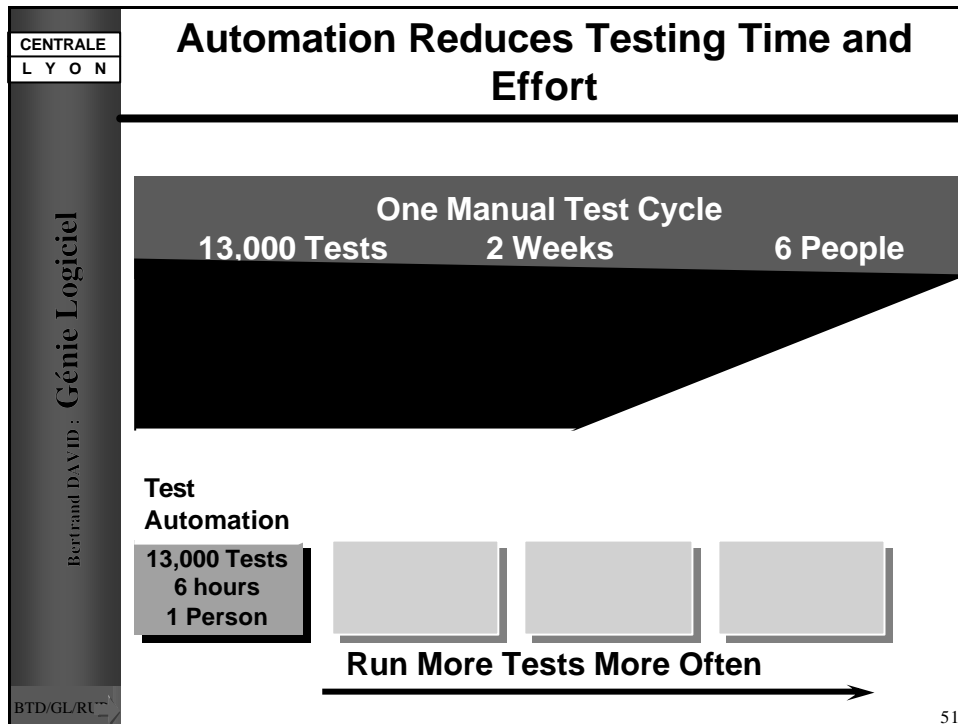 CENTRALE
L Y O N
Automation Reduces Testing Time and
Effort
Bertrand DAVID : Génie Logiciel
One Manual Test Cycle
13,000 Tests 2 Weeks 6 People
Test
Automation
13,000 Tests
6 hours
1 Person
Run More Tests More Often
BTD/GL/RUP
51